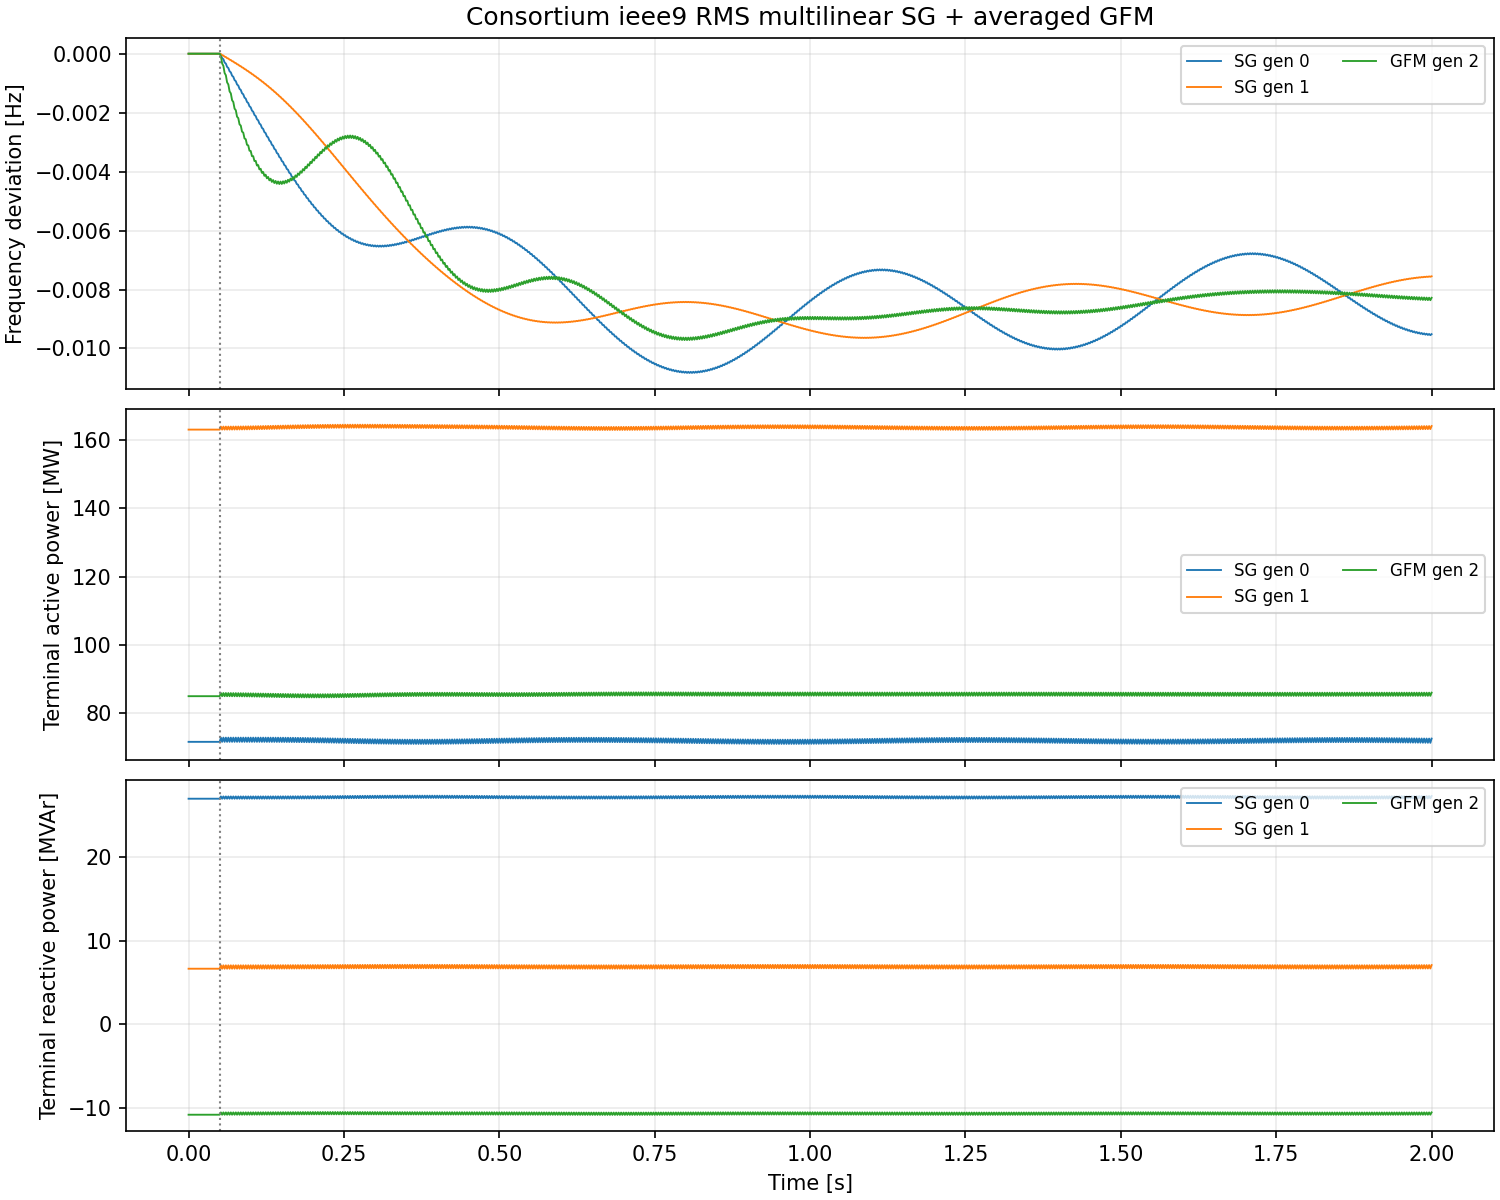 Consortium ieee9 RMS multilinear SG + averaged GFM
Frequency deviation [Hz]
0.000
−0.002
−0.004
−0.006
−0.008
−0.010
SG gen 0
SG gen 1
GFM gen 2
Terminal active power [MW]
160
140
120
100
80
SG gen 0
SG gen 1
GFM gen 2
Terminal reactive power [MVAr]
20
10
0
−10
SG gen 0
SG gen 1
GFM gen 2
0.00 0.25 0.50 0.75 1.00 1.25 1.50 1.75 2.00
Time [s]